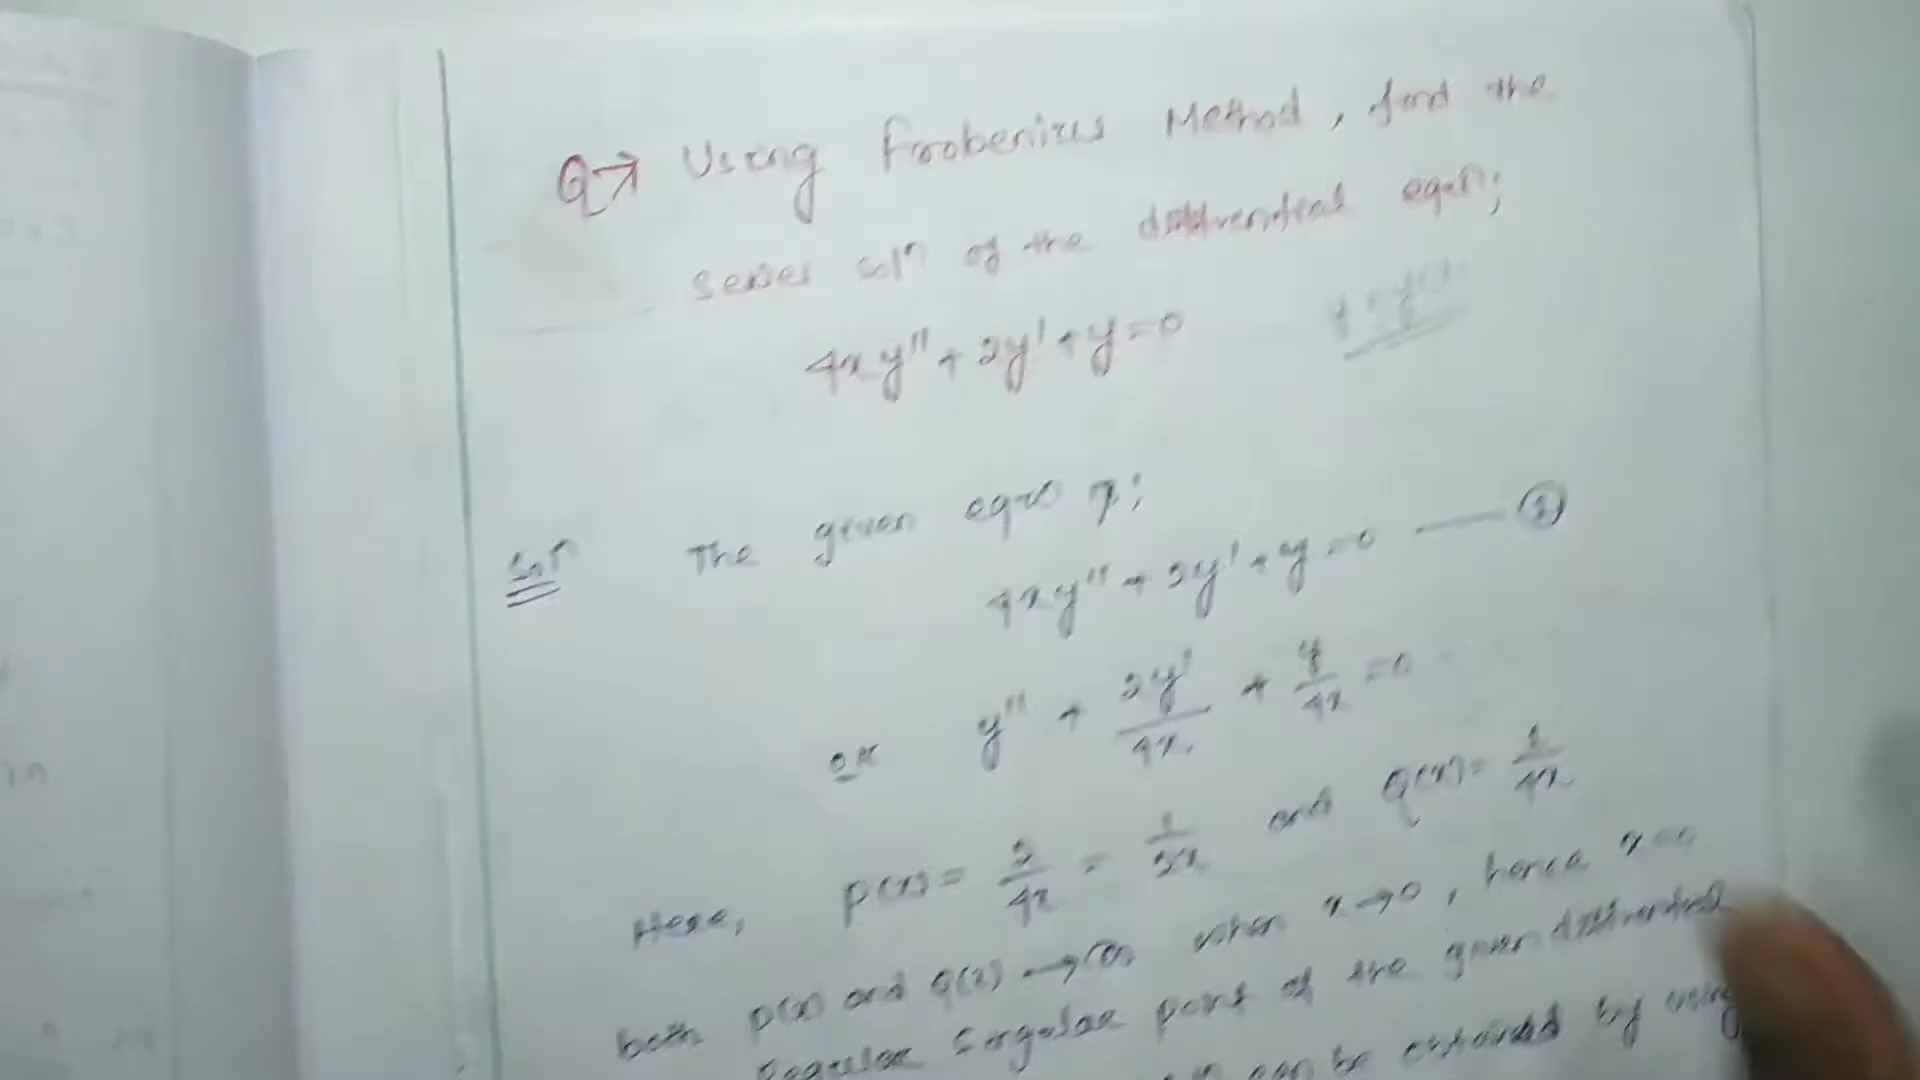 Q→ Using Frobenius Method, find the
series solⁿ of the differential eqⁿ;
4xy'' + 2y' + y = 0
Solⁿ The given eqn is;
4xy'' + 2y' + y = 0 —— ①
or y'' + 2y'/4x + y/4x = 0
Here, p(x) = 2/4x = 1/2x and Q(x) = 1/4x
both p(x) and Q(x) → ∞ when x→0, hence x=0
Regular Singular point of the given differential
can be obtained by using